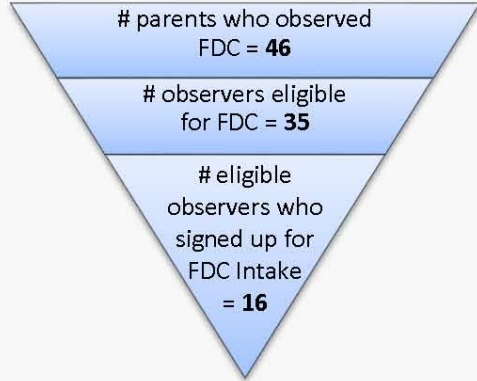 # parents who observed
FDC = 46
# observers eligible
for FDC = 35
# eligible
observers who
signed up for
FDC Intake
= 16